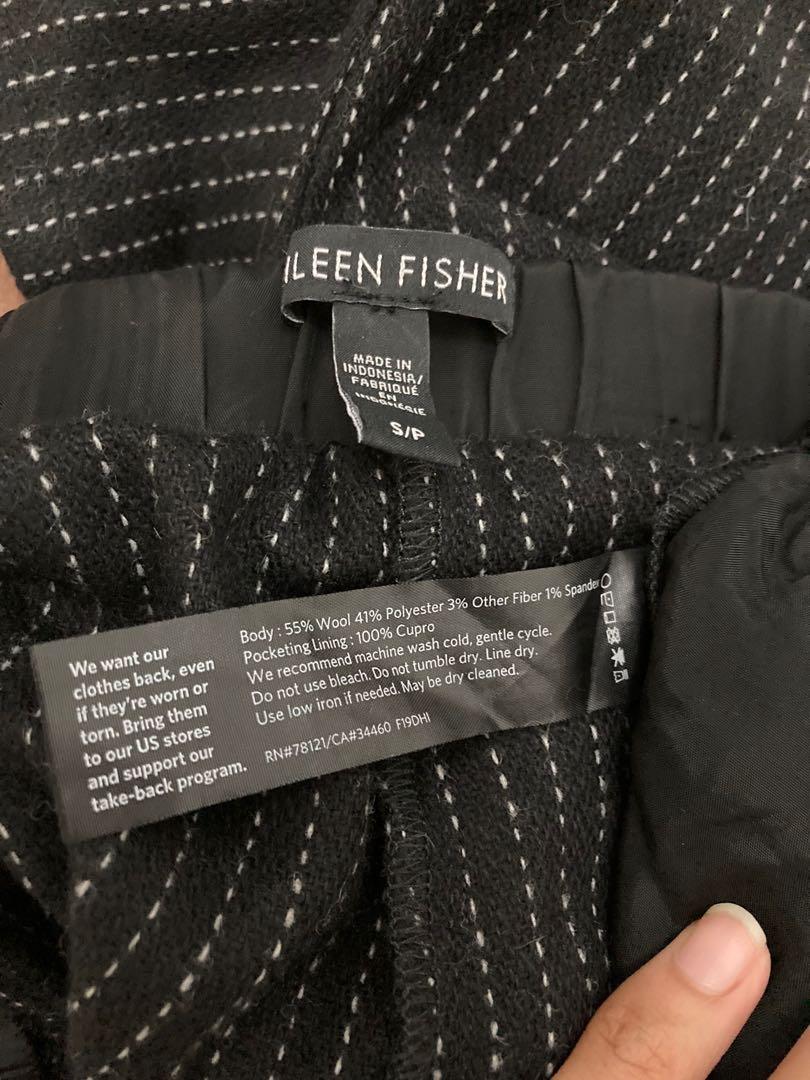 ILEEN FISHER
MADE IN
INDONESIA/
FABRIQUÉ
EN
S/P
We want our
clothes back, even
if they're worn or
torn. Bring them
to our US stores
and support our
take-back program.
Body : 55% Wool 41% Polyester 3% Other Fiber 1% Spandex
Pocketing Lining : 100% Cupro
We recommend machine wash cold, gentle cycle.
Do not use bleach. Do not tumble dry. Line dry.
Use low iron if needed. May be dry cleaned.
RN#78121/CA#34460 F19DHI